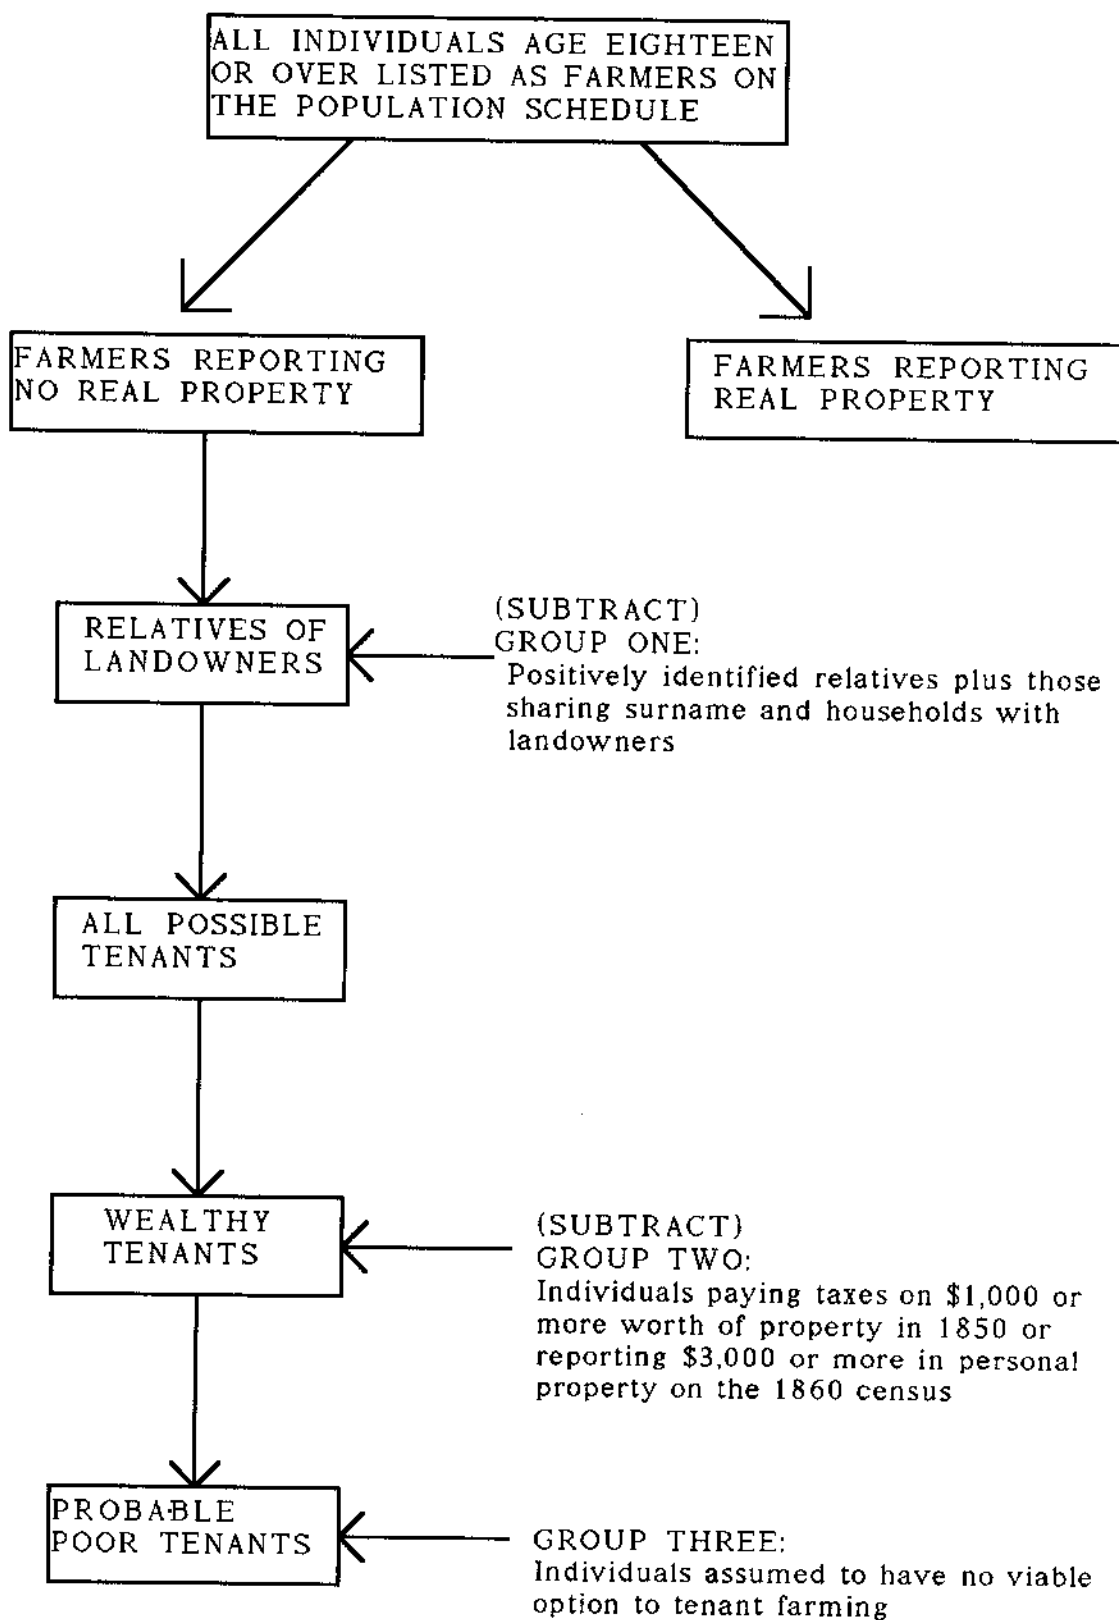 ALL INDIVIDUALS AGE EIGHTEEN
OR OVER LISTED AS FARMERS ON
THE POPULATION SCHEDULE
FARMERS REPORTING
NO REAL PROPERTY
FARMERS REPORTING
REAL PROPERTY
RELATIVES OF
LANDOWNERS
(SUBTRACT)
GROUP ONE:
Positively identified relatives plus those
sharing surname and households with
landowners
ALL POSSIBLE
TENANTS
WEALTHY
TENANTS
(SUBTRACT)
GROUP TWO:
Individuals paying taxes on $1,000 or
more worth of property in 1850 or
reporting $3,000 or more in personal
property on the 1860 census
PROBABLE
POOR TENANTS
GROUP THREE:
Individuals assumed to have no viable
option to tenant farming